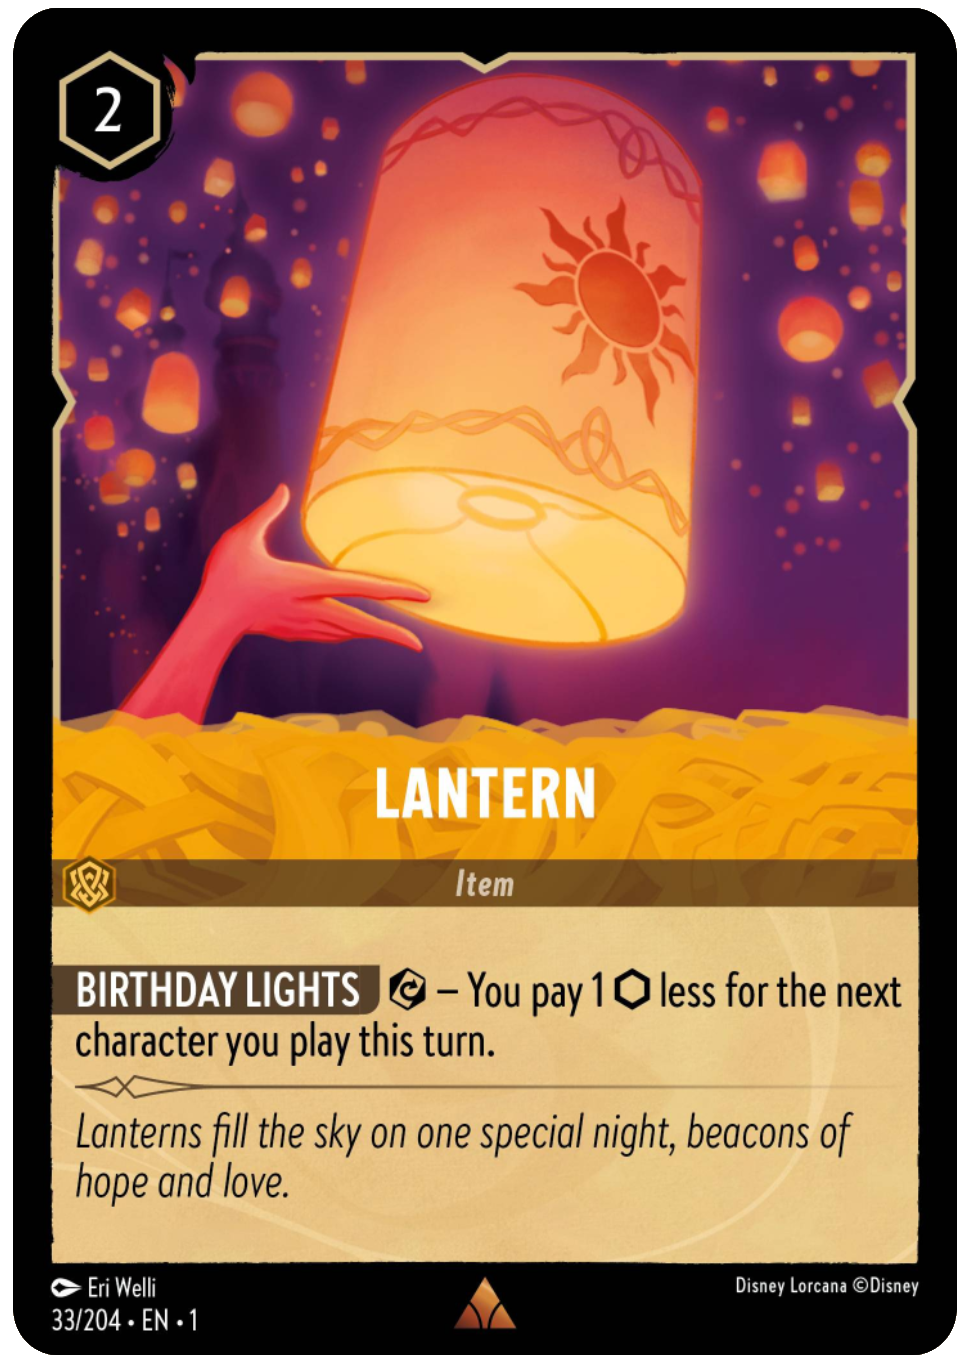 2
LANTERN
Item
BIRTHDAY LIGHTS – You pay 1 less for the next
character you play this turn.
Lanterns fill the sky on one special night, beacons of
hope and love.
Eri Welli
Disney Lorcana ©Disney
33/204 • EN • 1